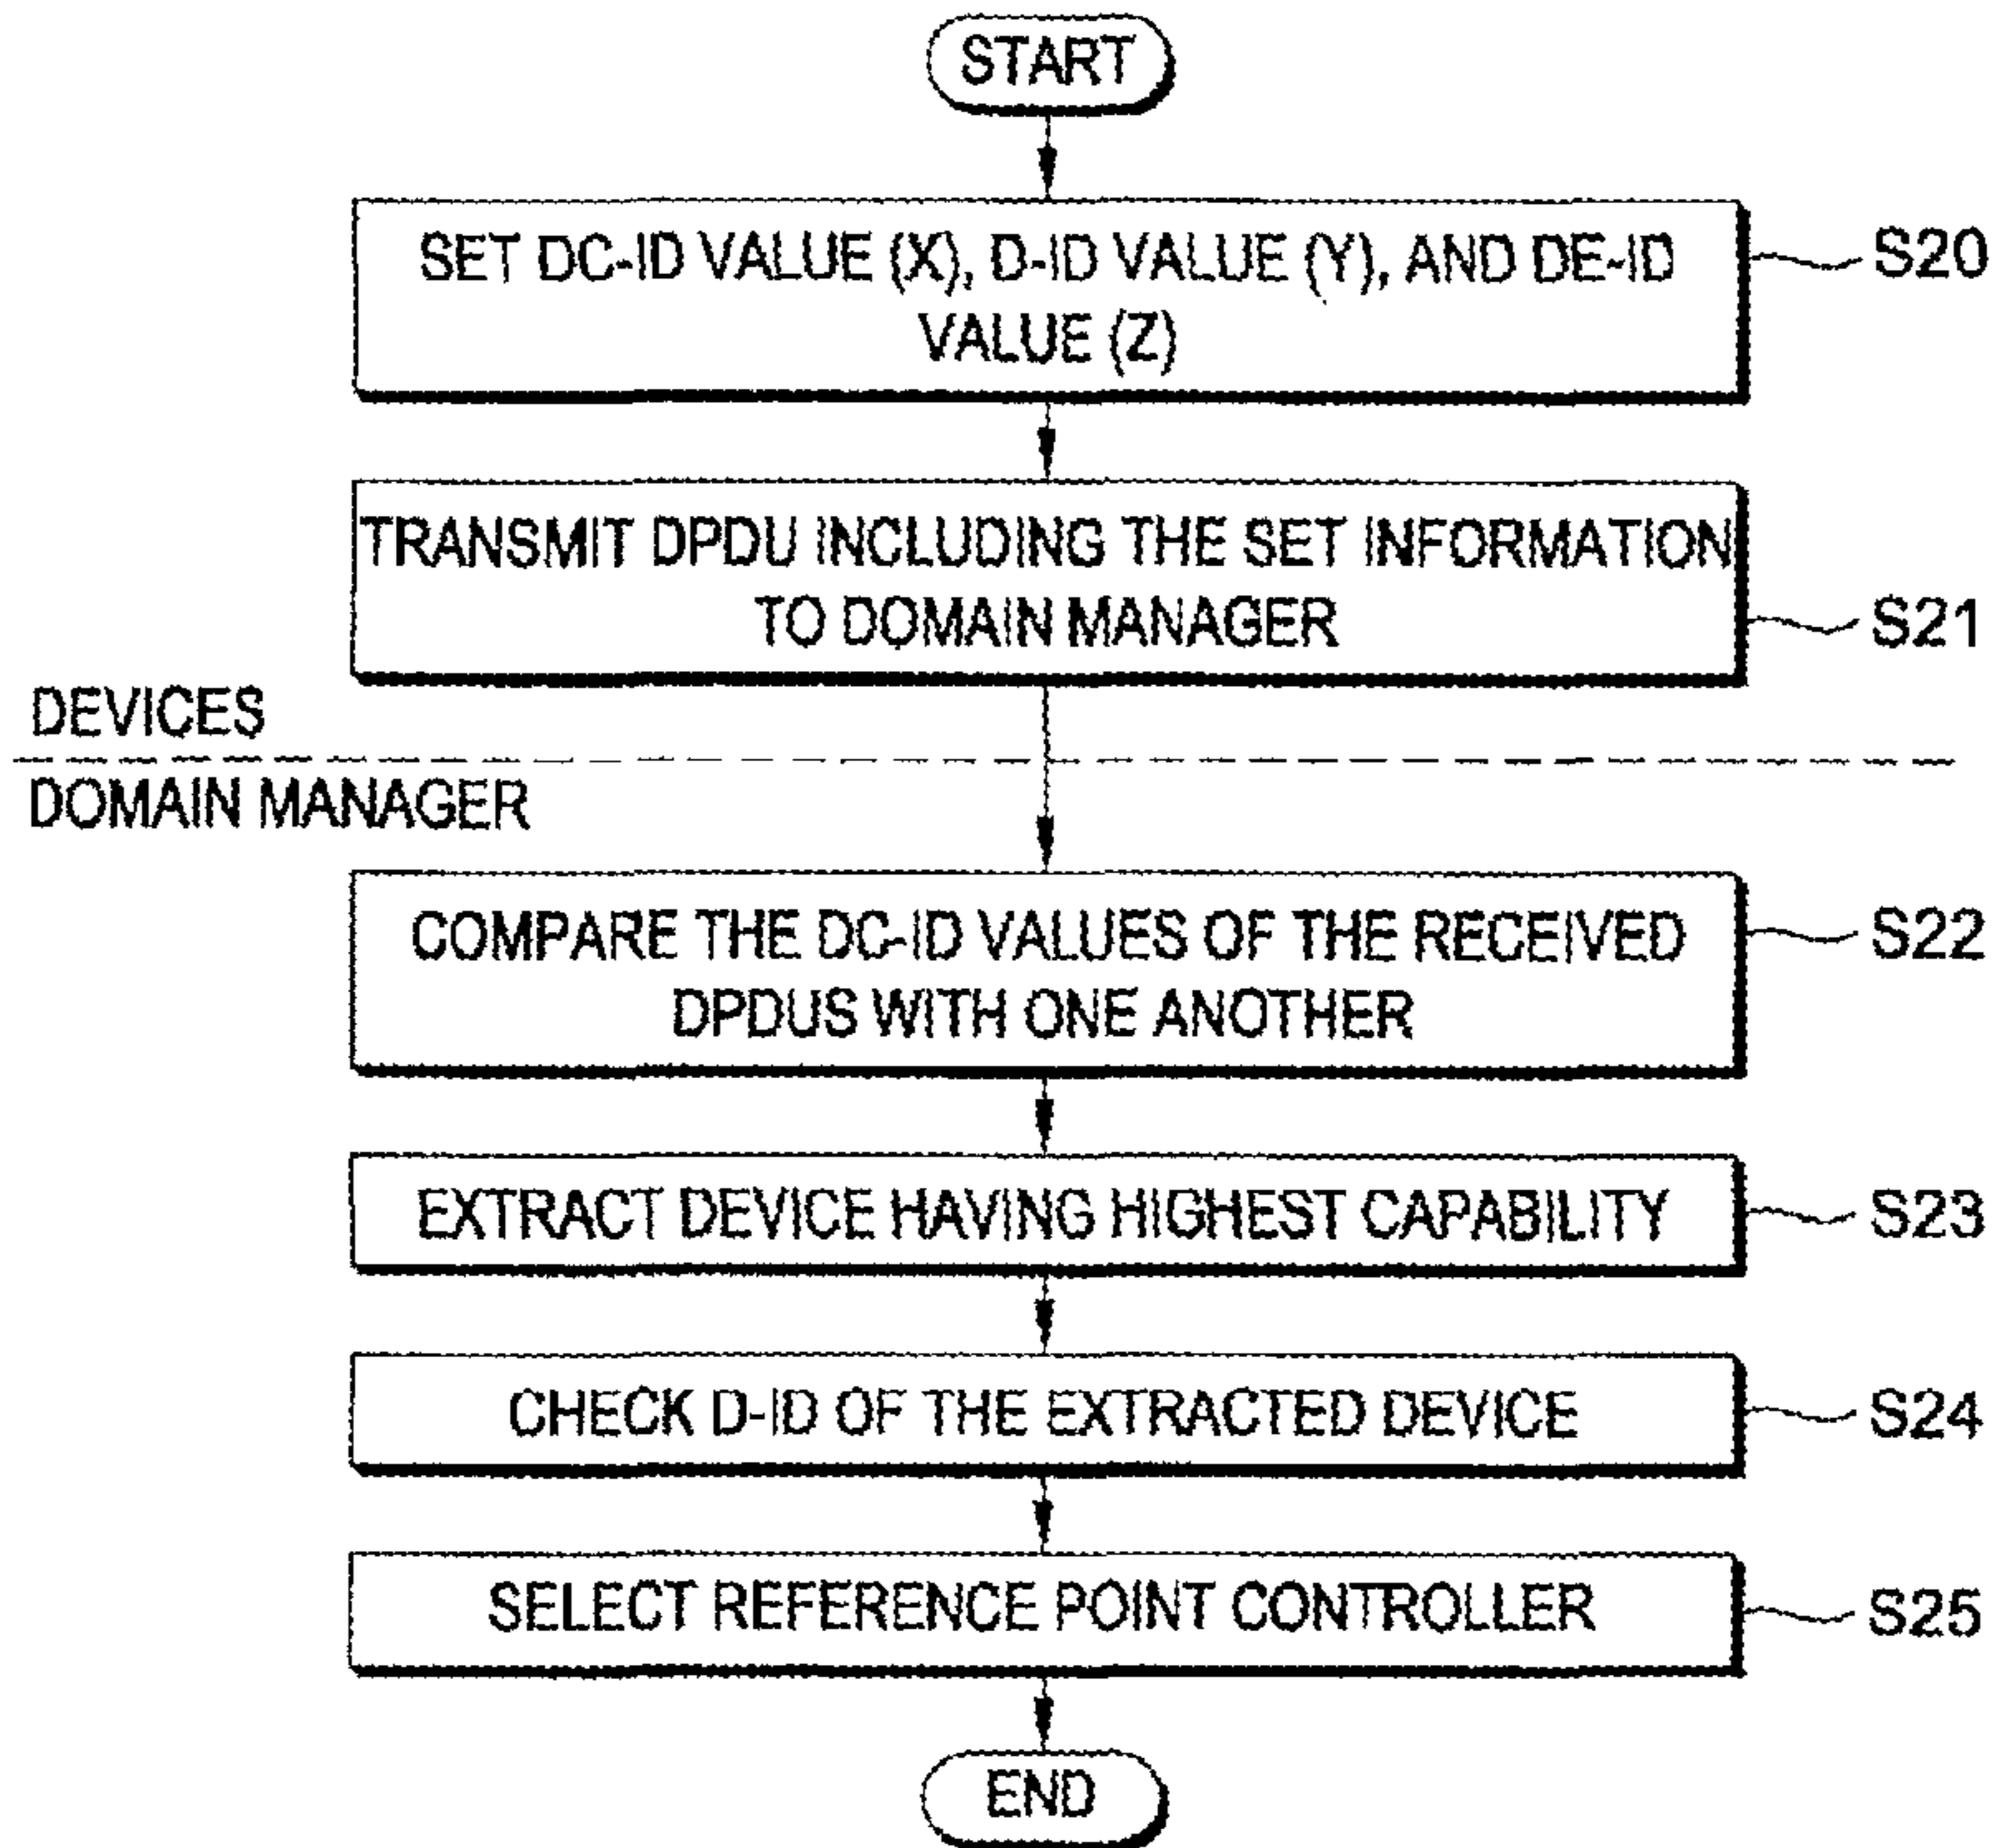 START
SET DC-ID VALUE (X), D-ID VALUE (Y), AND DE-ID
VALUE (Z)
S20
TRANSMIT DPDU INCLUDING THE SET INFORMATION
TO DOMAIN MANAGER
S21
DEVICES
DOMAIN MANAGER
COMPARE THE DC-ID VALUES OF THE RECEIVED
DPDUS WITH ONE ANOTHER
S22
EXTRACT DEVICE HAVING HIGHEST CAPABILITY
S23
CHECK D-ID OF THE EXTRACTED DEVICE
S24
SELECT REFERENCE POINT CONTROLLER
S25
END